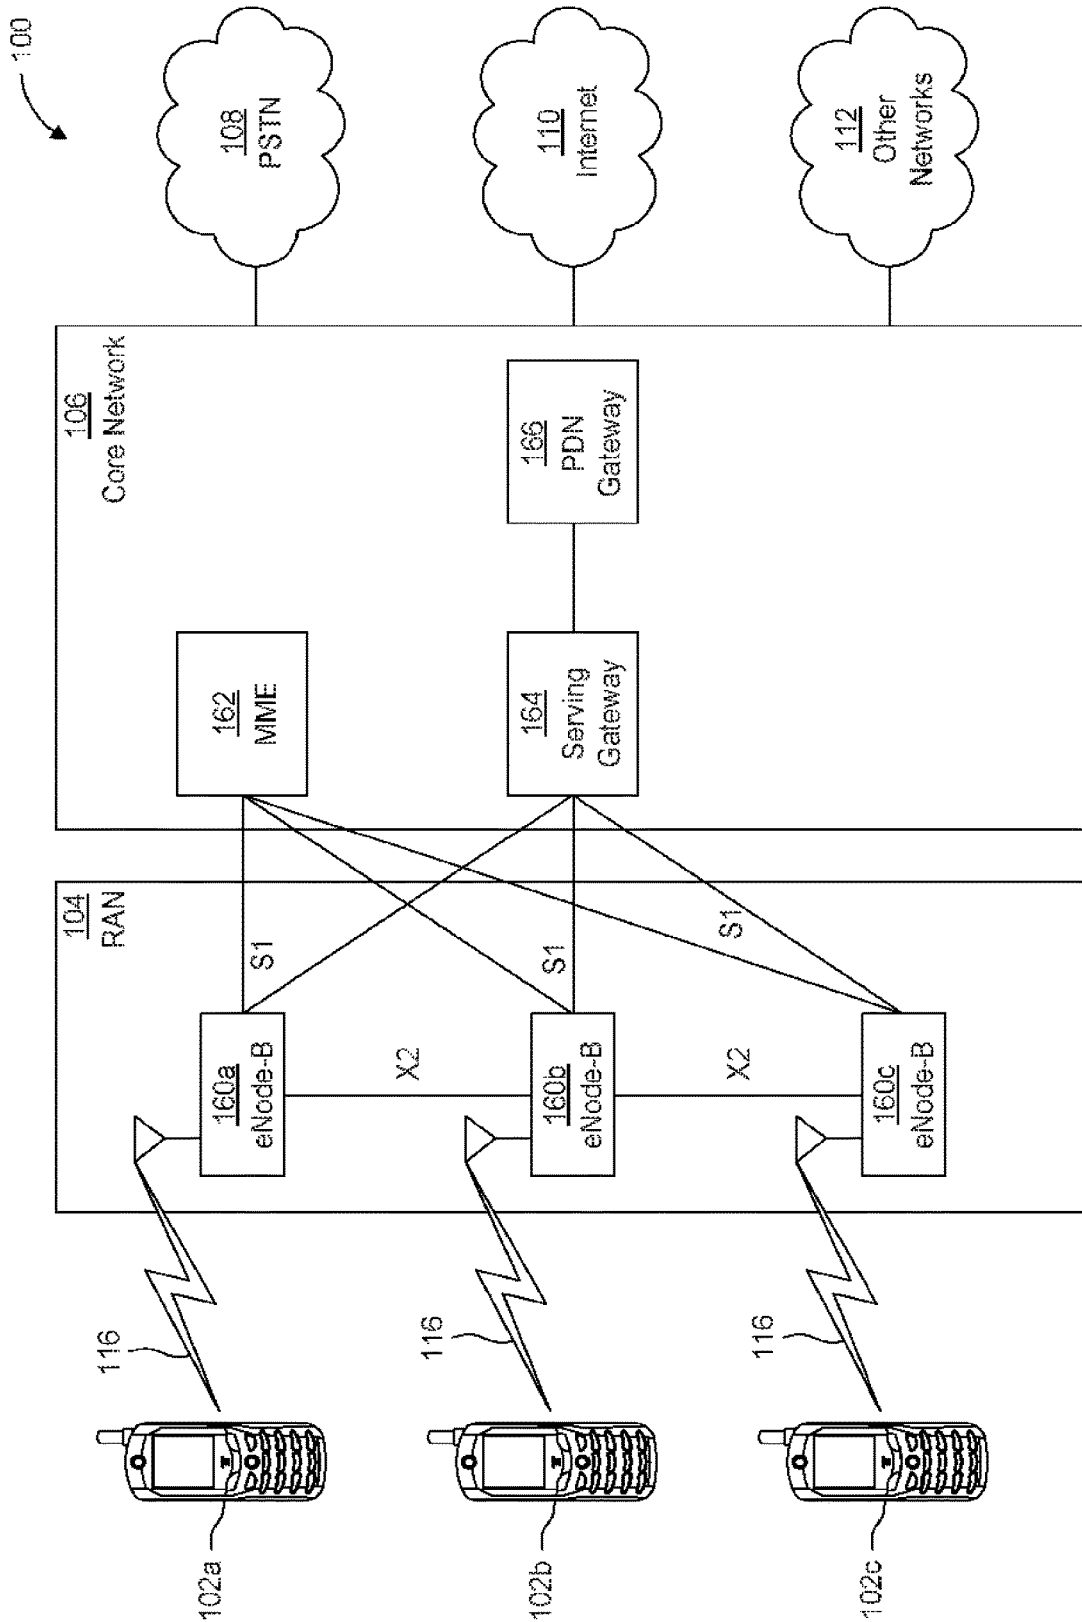 100
108
PSTN
110
Internet
112
Other
Networks
106
Core Network
162
MME
164
Serving
Gateway
166
PDN
Gateway
104
RAN
S1
S1
S1
160a
eNode-B
X2
160b
eNode-B
X2
160c
eNode-B
116
116
116
102a
102b
102c